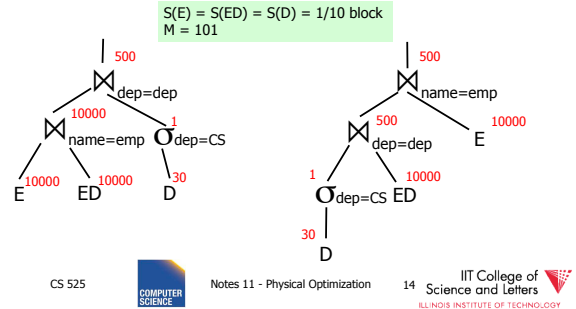 S(E) = S(ED) = S(D) = 1/10 block
M = 101
500
⋈ dep=dep
10000
⋈ name=emp
1
σ dep=CS
E 10000
ED 10000
30
D
500
⋈ name=emp
500
⋈ dep=dep
10000
E
1
σ dep=CS
10000
ED
30
D
CS 525
COMPUTER
SCIENCE
Notes 11 - Physical Optimization
14
IIT College of
Science and Letters
ILLINOIS INSTITUTE OF TECHNOLOGY